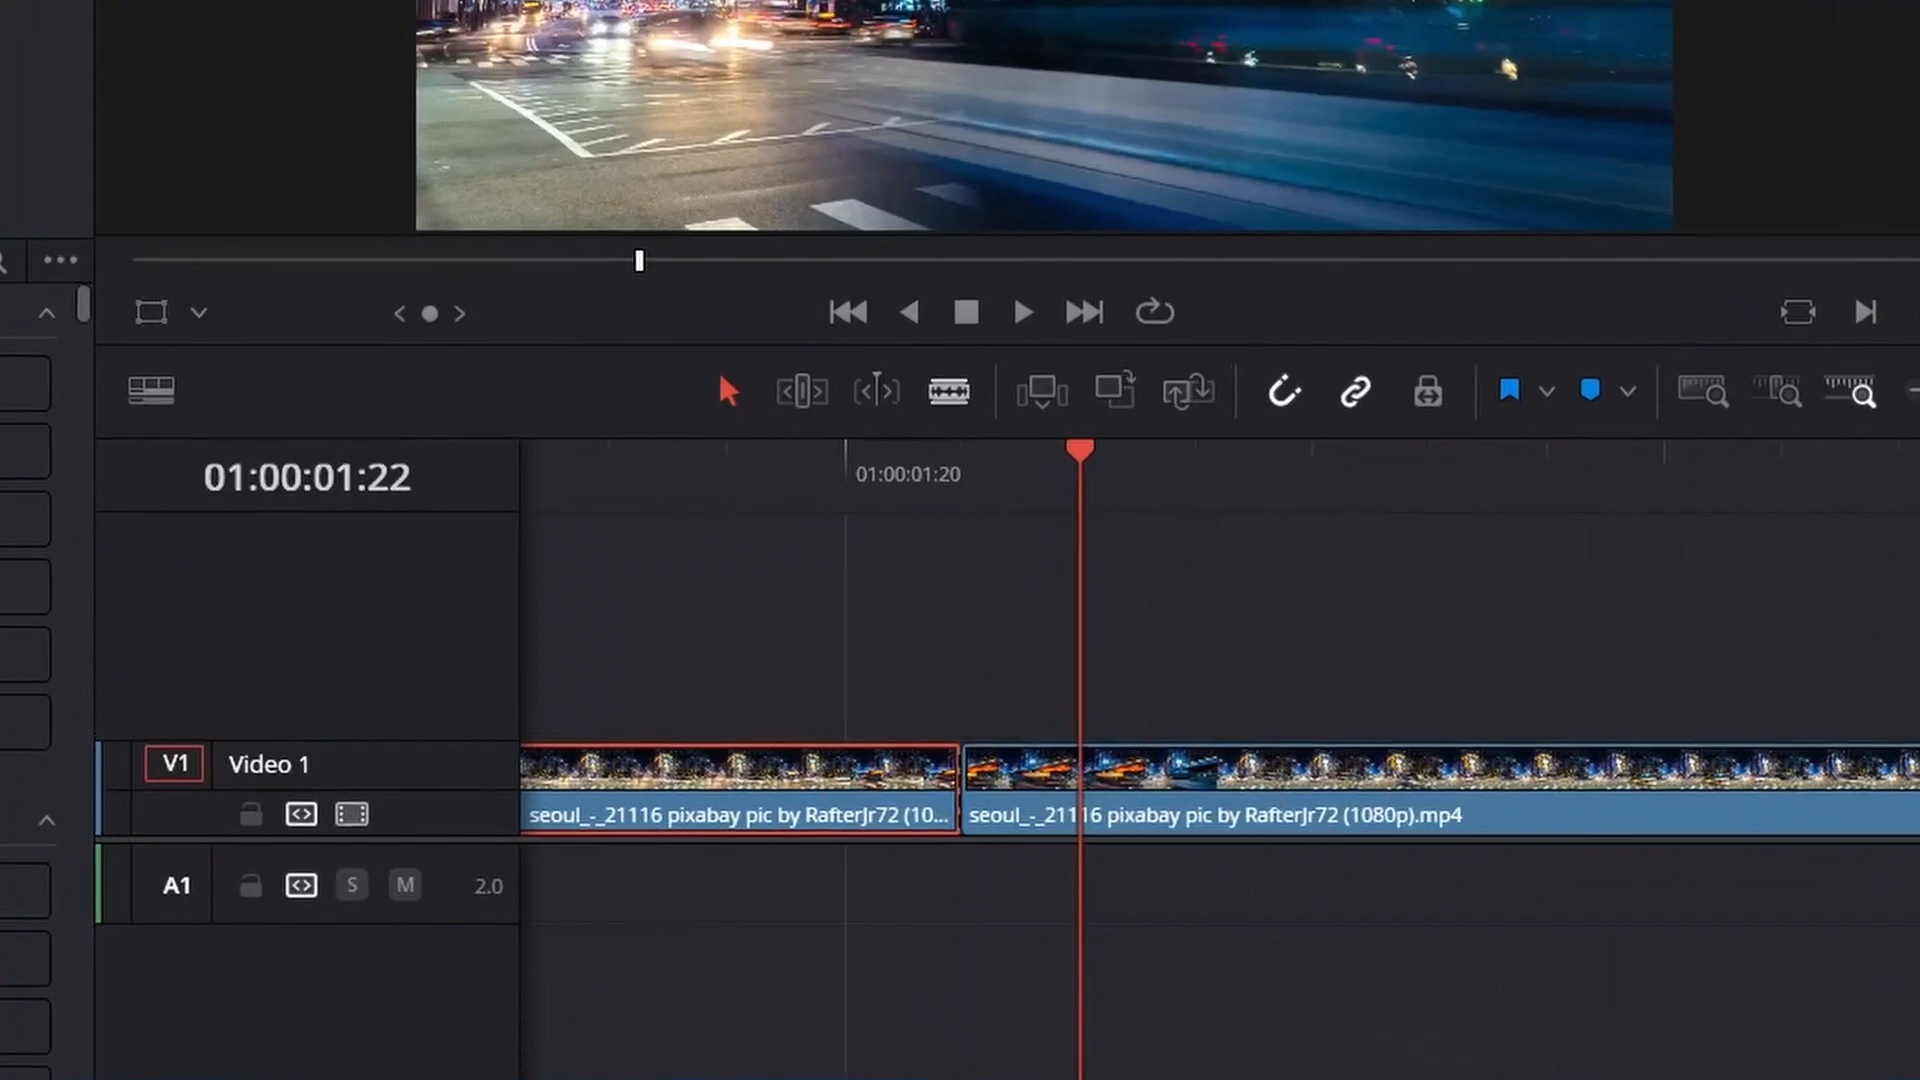 01:00:01:22
01:00:01:20
V1
Video 1
seoul_-_21116 pixabay pic by RafterJr72 (10...
seoul_-_21116 pixabay pic by RafterJr72 (1080p).mp4
A1
S
M
2.0